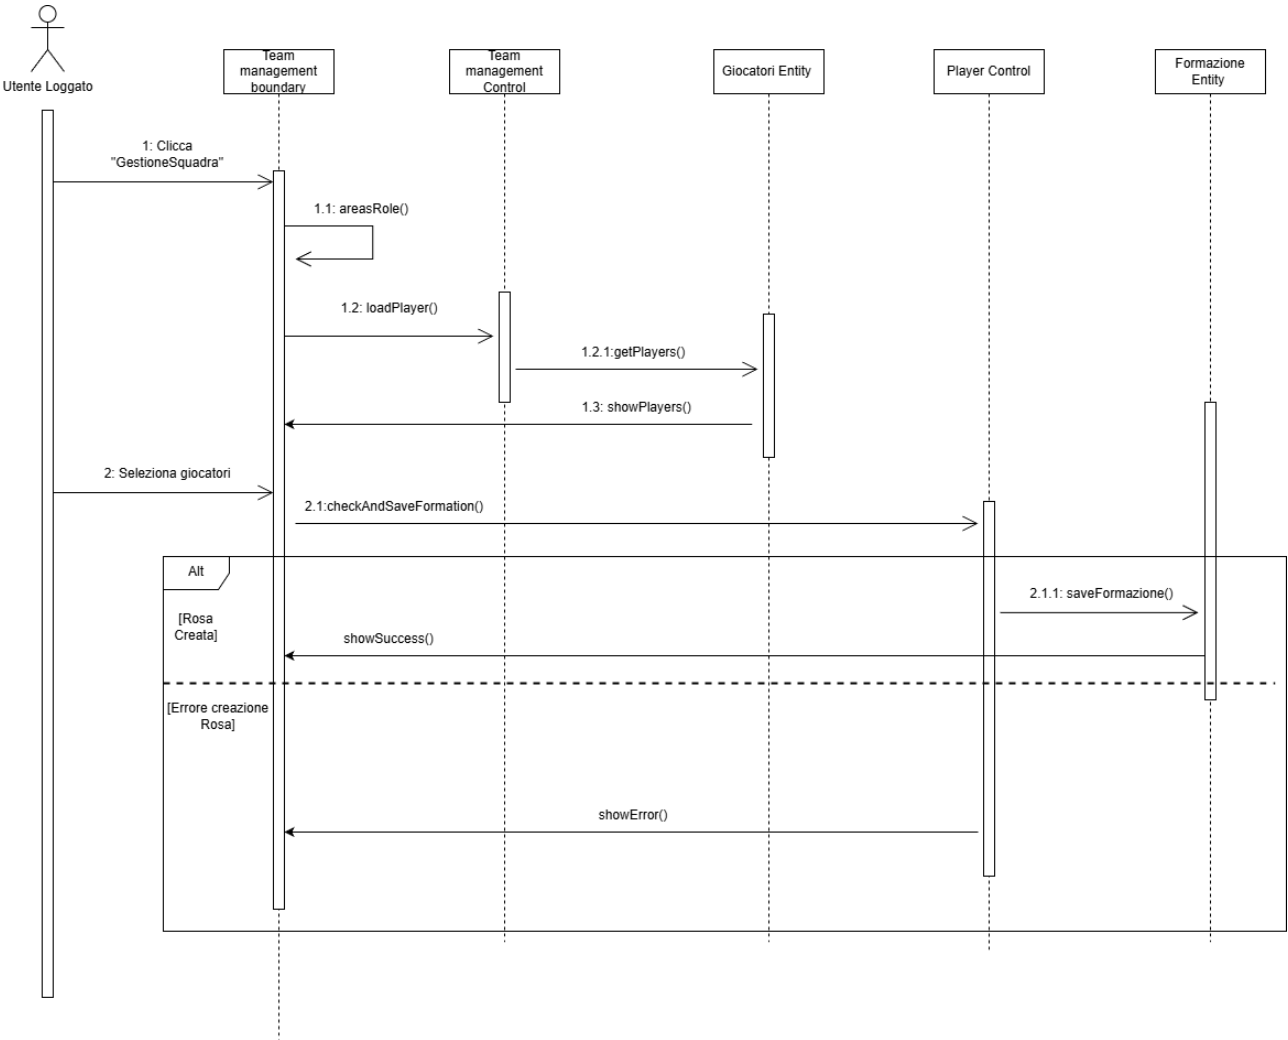 Utente Loggato
Team
management
boundary
Team
management
Control
Giocatori Entity
Player Control
Formazione
Entity
1: Clicca
"GestioneSquadra"
1.1: areasRole()
1.2: loadPlayer()
1.2.1:getPlayers()
1.3: showPlayers()
2: Seleziona giocatori
2.1:checkAndSaveFormation()
Alt
[Rosa
Creata]
2.1.1: saveFormazione()
showSuccess()
[Errore creazione
Rosa]
showError()